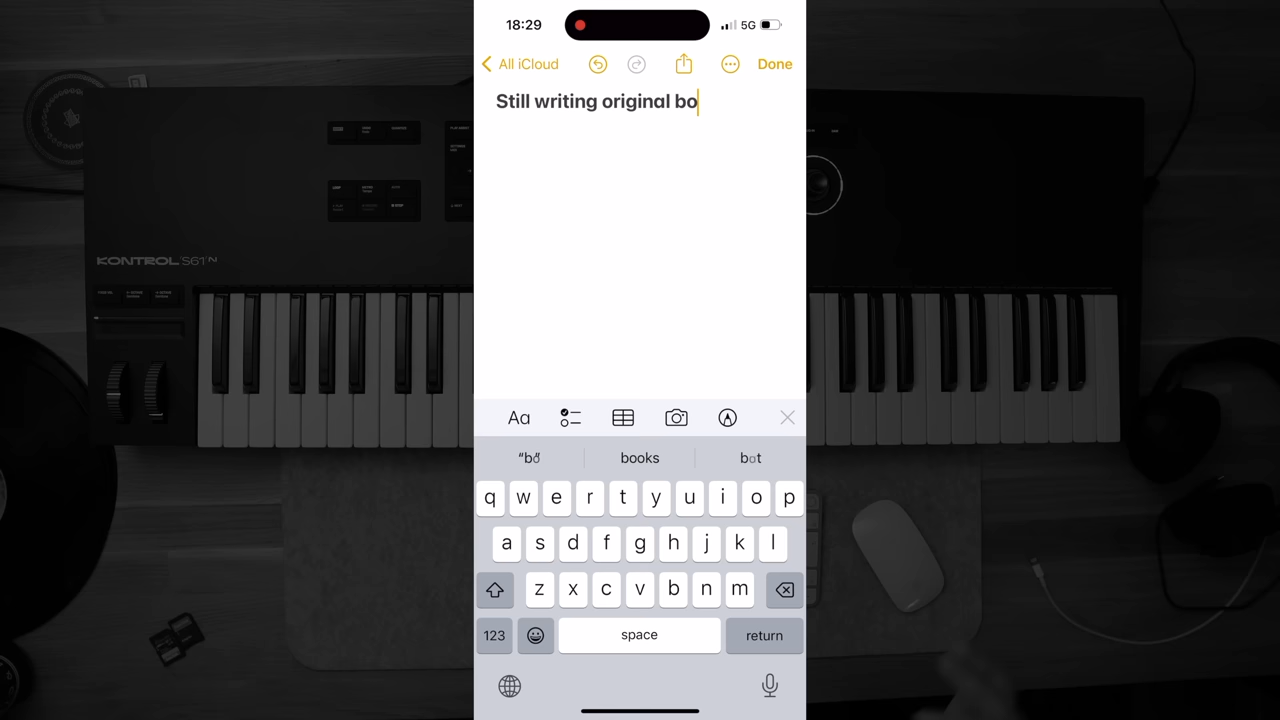 18:29 5G
All iCloud Done
Still writing original bo
KONTROL S61
Aa
“bo” books bot
q w e r t y u i o p
a s d f g h j k l
z x c v b n m
123 space return